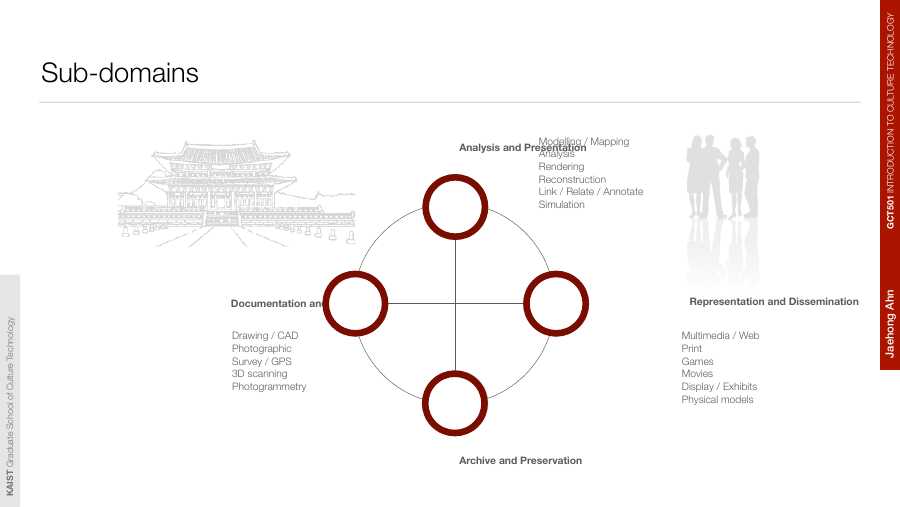 Sub-domains
Analysis and Presentation
Modelling / Mapping
Analysis
Rendering
Reconstruction
Link / Relate / Annotate
Simulation
Documentation an
Drawing / CAD
Photographic
Survey / GPS
3D scanning
Photogrammetry
Representation and Dissemination
Multimedia / Web
Print
Games
Movies
Display / Exhibits
Physical models
Archive and Preservation
KAIST Graduate School of Culture Technology
GCT501 INTRODUCTION TO CULTURE TECHNOLOGY
Jaehong Ahn